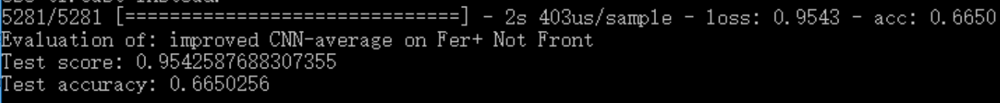 5281/5281 [==============================] - 2s 403us/sample - loss: 0.9543 - acc: 0.6650
Evaluation of: improved CNN-average on Fer+ Not Front
Test score: 0.9542587688307355
Test accuracy: 0.6650256